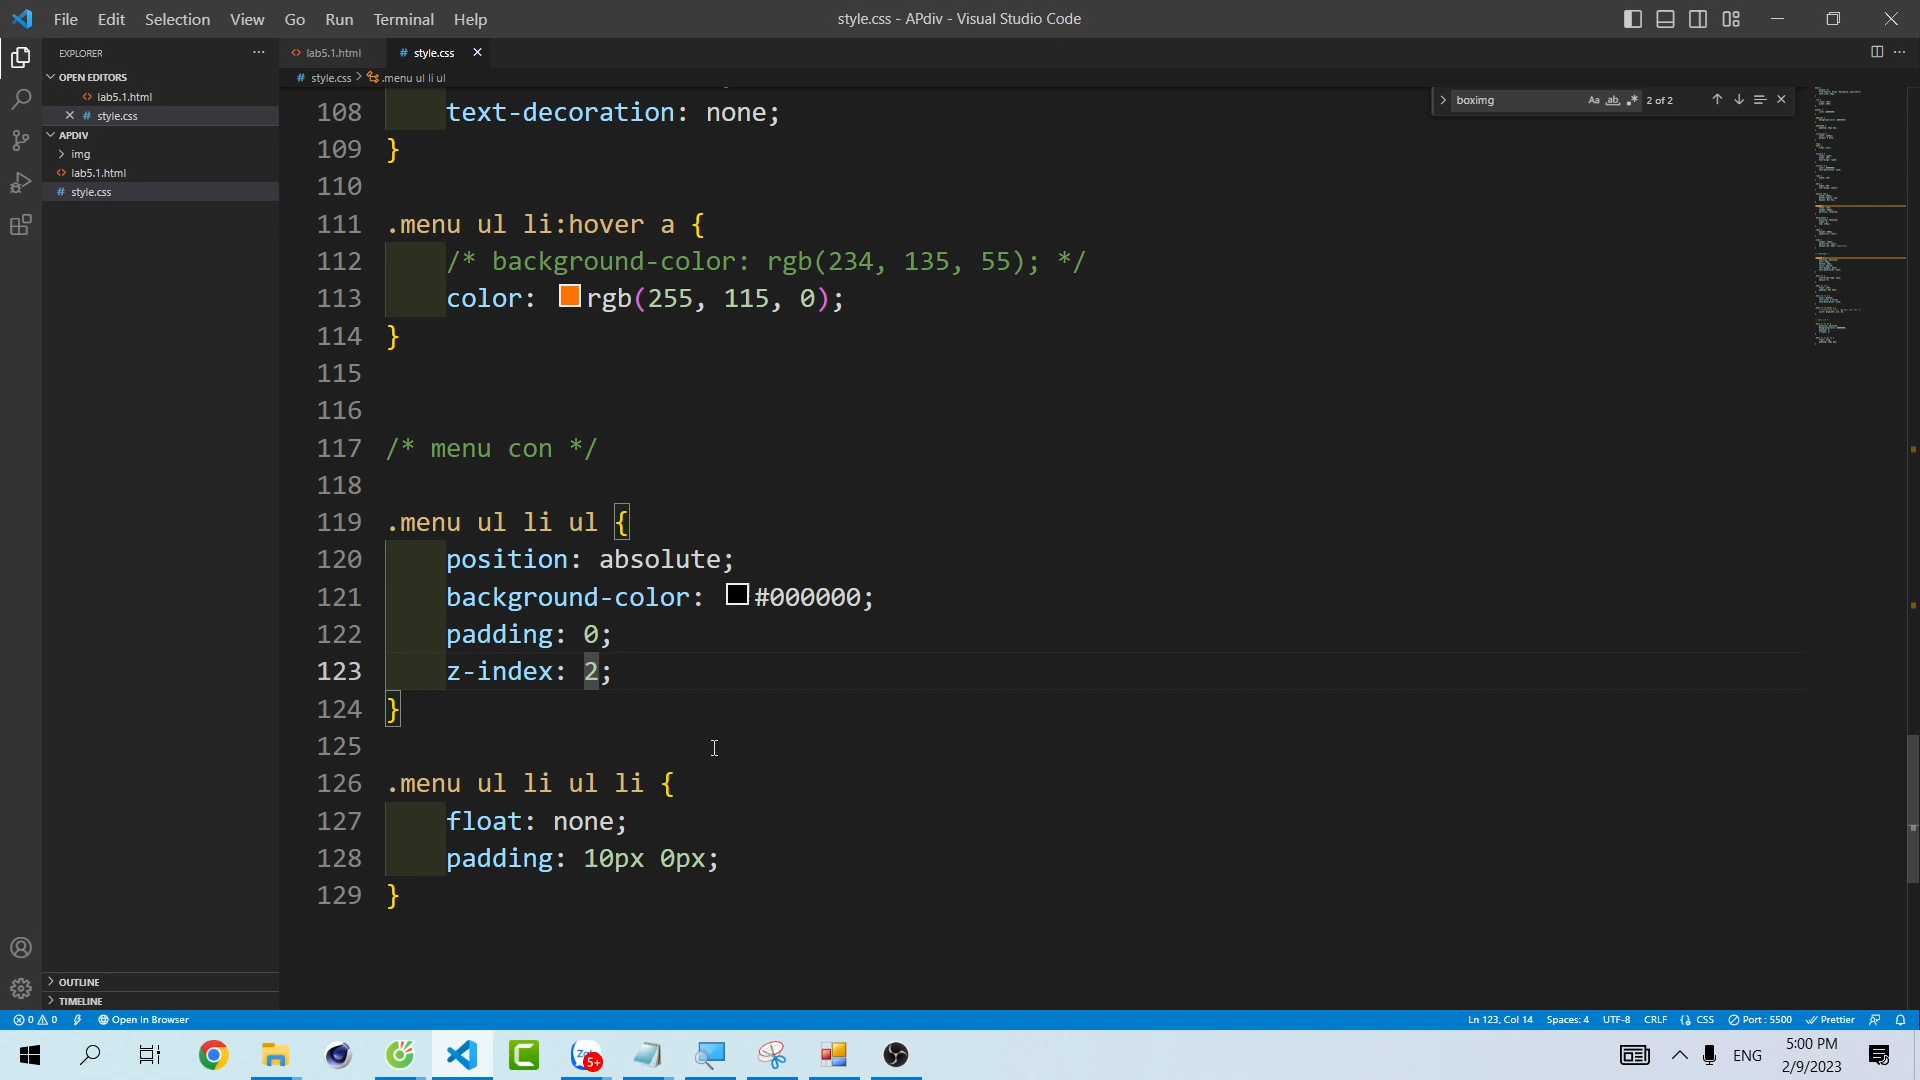 File Edit Selection View Go Run Terminal Help
style.css - APdiv - Visual Studio Code
EXPLORER
OPEN EDITORS
<> lab5.1.html
# style.css
APDIV
img
<> lab5.1.html
# style.css
OUTLINE
TIMELINE
<> lab5.1.html
# style.css
# style.css > .menu ul li ul
boximg
Aa ab, .*
2 of 2
108 text-decoration: none;
109 }
110
111 .menu ul li:hover a {
112 /* background-color: rgb(234, 135, 55); */
113 color: rgb(255, 115, 0);
114 }
115
116
117 /* menu con */
118
119 .menu ul li ul {
120 position: absolute;
121 background-color: #000000;
122 padding: 0;
123 z-index: 2;
124 }
125
126 .menu ul li ul li {
127 float: none;
128 padding: 10px 0px;
129 }
0 0 Open In Browser
Ln 123, Col 14 Spaces: 4 UTF-8 CRLF {} CSS Port : 5500 Prettier
5+
ENG
5:00 PM
2/9/2023